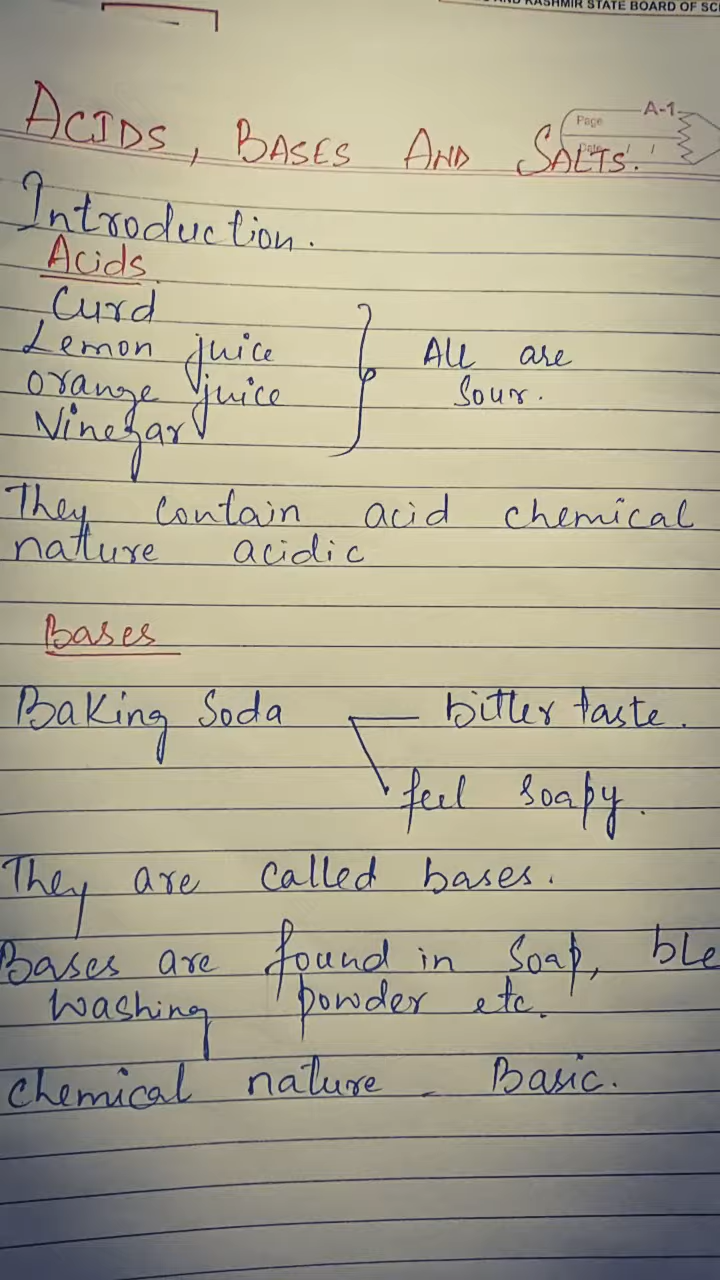 KASHMIR STATE BOARD OF SC
A-1
Page
Date
ACIDS, BASES AND SALTS'.'
Introduction.
Acids
Curd
Lemon juice
orange juice
Vinegar
All are
Sour.
They contain acid chemical
nature acidic
Bases
Baking Soda
bitter taste.
feel soapy.
They are called bases.
Bases are found in Soap, ble
washing powder etc.
chemical nature - Basic.